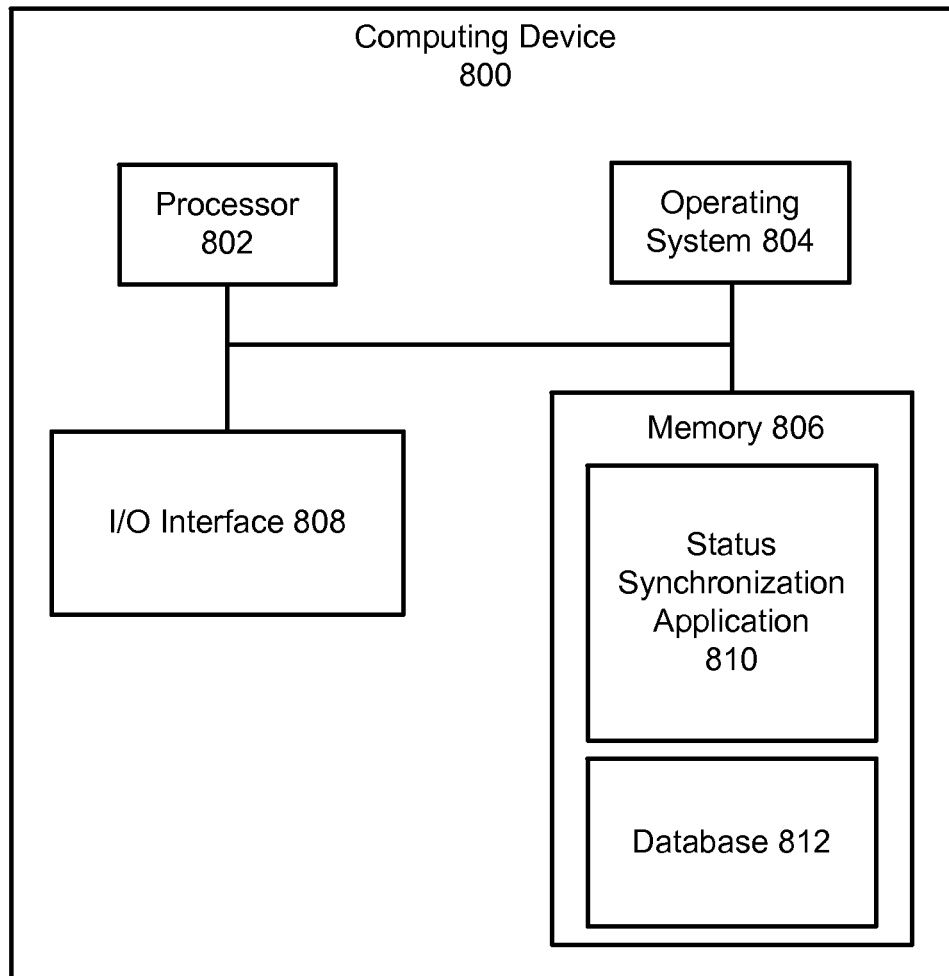 Computing Device
800
Processor
802
Operating
System 804
I/O Interface 808
Memory 806
Status
Synchronization
Application
810
Database 812